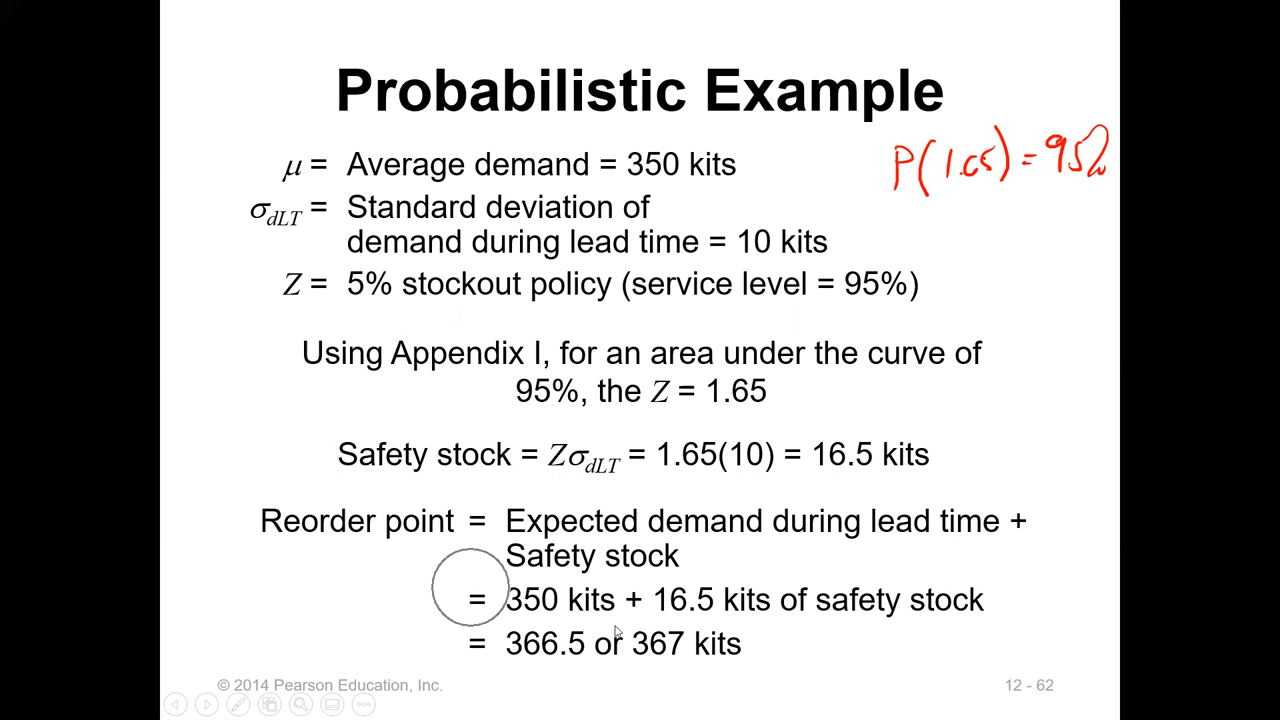 Probabilistic Example
P(1.65) = 95%
μ = Average demand = 350 kits
σdLT = Standard deviation of
demand during lead time = 10 kits
Z = 5% stockout policy (service level = 95%)
Using Appendix I, for an area under the curve of
95%, the Z = 1.65
Safety stock = ZσdLT = 1.65(10) = 16.5 kits
Reorder point = Expected demand during lead time +
Safety stock
= 350 kits + 16.5 kits of safety stock
= 366.5 or 367 kits
© 2014 Pearson Education, Inc.
12 - 62